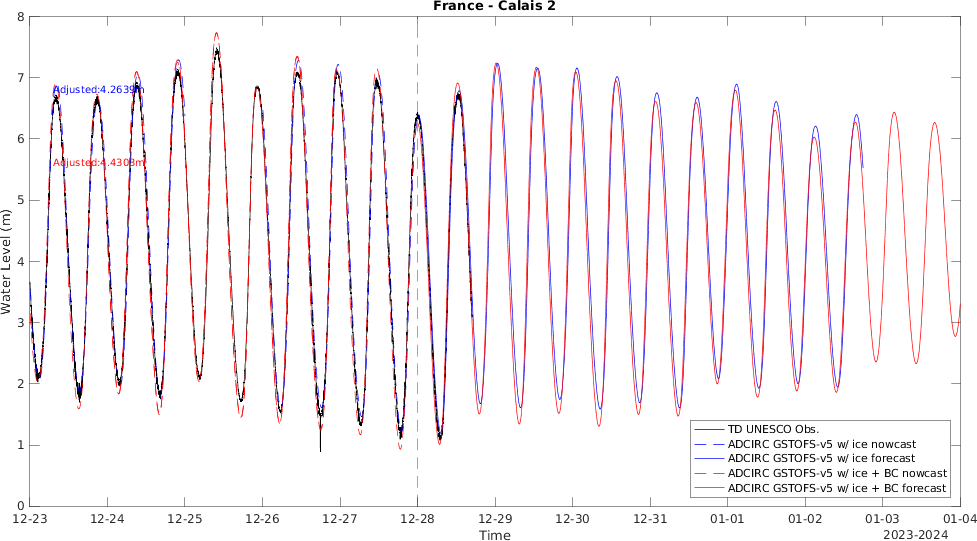 France - Calais 2
8
7
6
5
4
3
2
1
0
Water Level (m)
Adjusted:4.2639m
Adjusted:4.4303m
TD UNESCO Obs.
ADCIRC GSTOFS-v5 w/ ice nowcast
ADCIRC GSTOFS-v5 w/ ice forecast
ADCIRC GSTOFS-v5 w/ ice + BC nowcast
ADCIRC GSTOFS-v5 w/ ice + BC forecast
12-23 12-24 12-25 12-26 12-27 12-28 12-29 12-30 12-31 01-01 01-02 01-03 01-04
Time
2023-2024